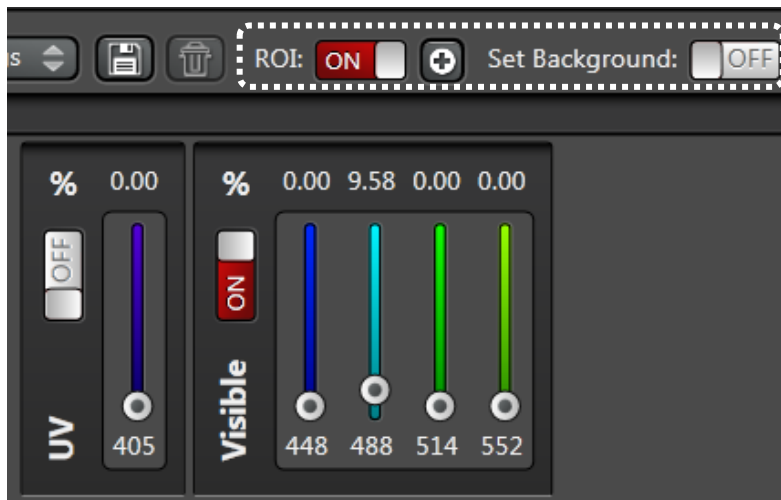 us
ROI: ON Set Background: OFF
% 0.00
OFF
UV
405
% 0.00 9.58 0.00 0.00
ON
Visible
448 488 514 552